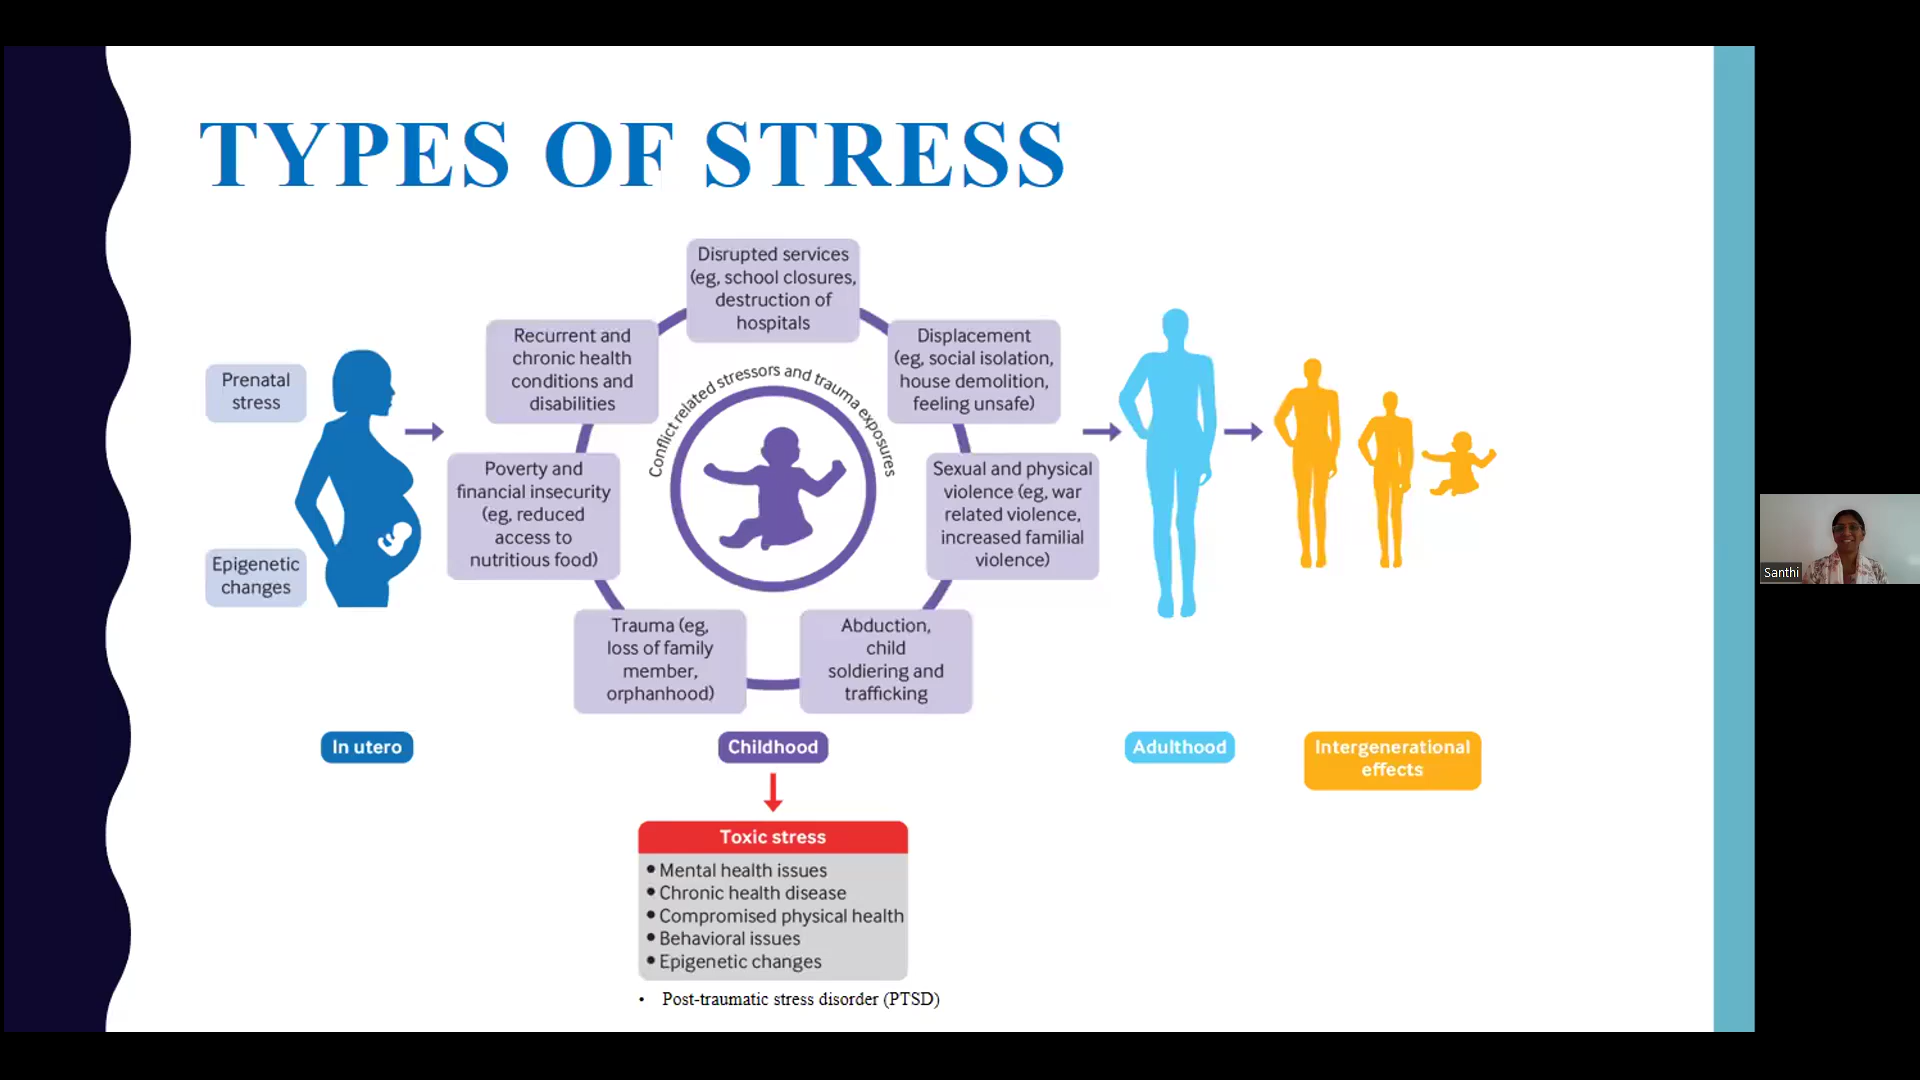 TYPES OF STRESS
Prenatal
stress
Epigenetic
changes
Disrupted services
(eg, school closures,
destruction of
hospitals
Recurrent and
chronic health
conditions and
disabilities
Displacement
(eg, social isolation,
house demolition,
feeling unsafe)
Conflict related stressors and trauma exposures
Poverty and
financial insecurity
(eg, reduced
access to
nutritious food)
Sexual and physical
violence (eg, war
related violence,
increased familial
violence)
Trauma (eg,
loss of family
member,
orphanhood)
Abduction,
child
soldiering and
trafficking
In utero
Childhood
Adulthood
Intergenerational
effects
Toxic stress
• Mental health issues
• Chronic health disease
• Compromised physical health
• Behavioral issues
• Epigenetic changes
• Post-traumatic stress disorder (PTSD)
Santhi